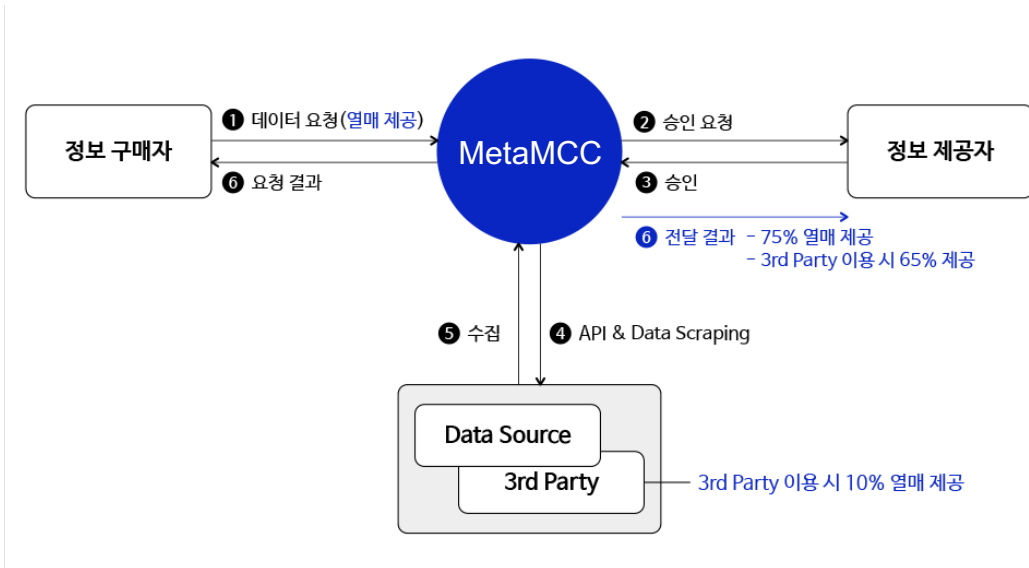 정보 구매자
❶ 데이터 요청(열매 제공)
❻ 요청 결과
MetaMCC
❷ 승인 요청
❸ 승인
정보 제공자
❻ 전달 결과 - 75% 열매 제공
- 3rd Party 이용 시 65% 제공
❺ 수집
❹ API & Data Scraping
Data Source
3rd Party
3rd Party 이용 시 10% 열매 제공